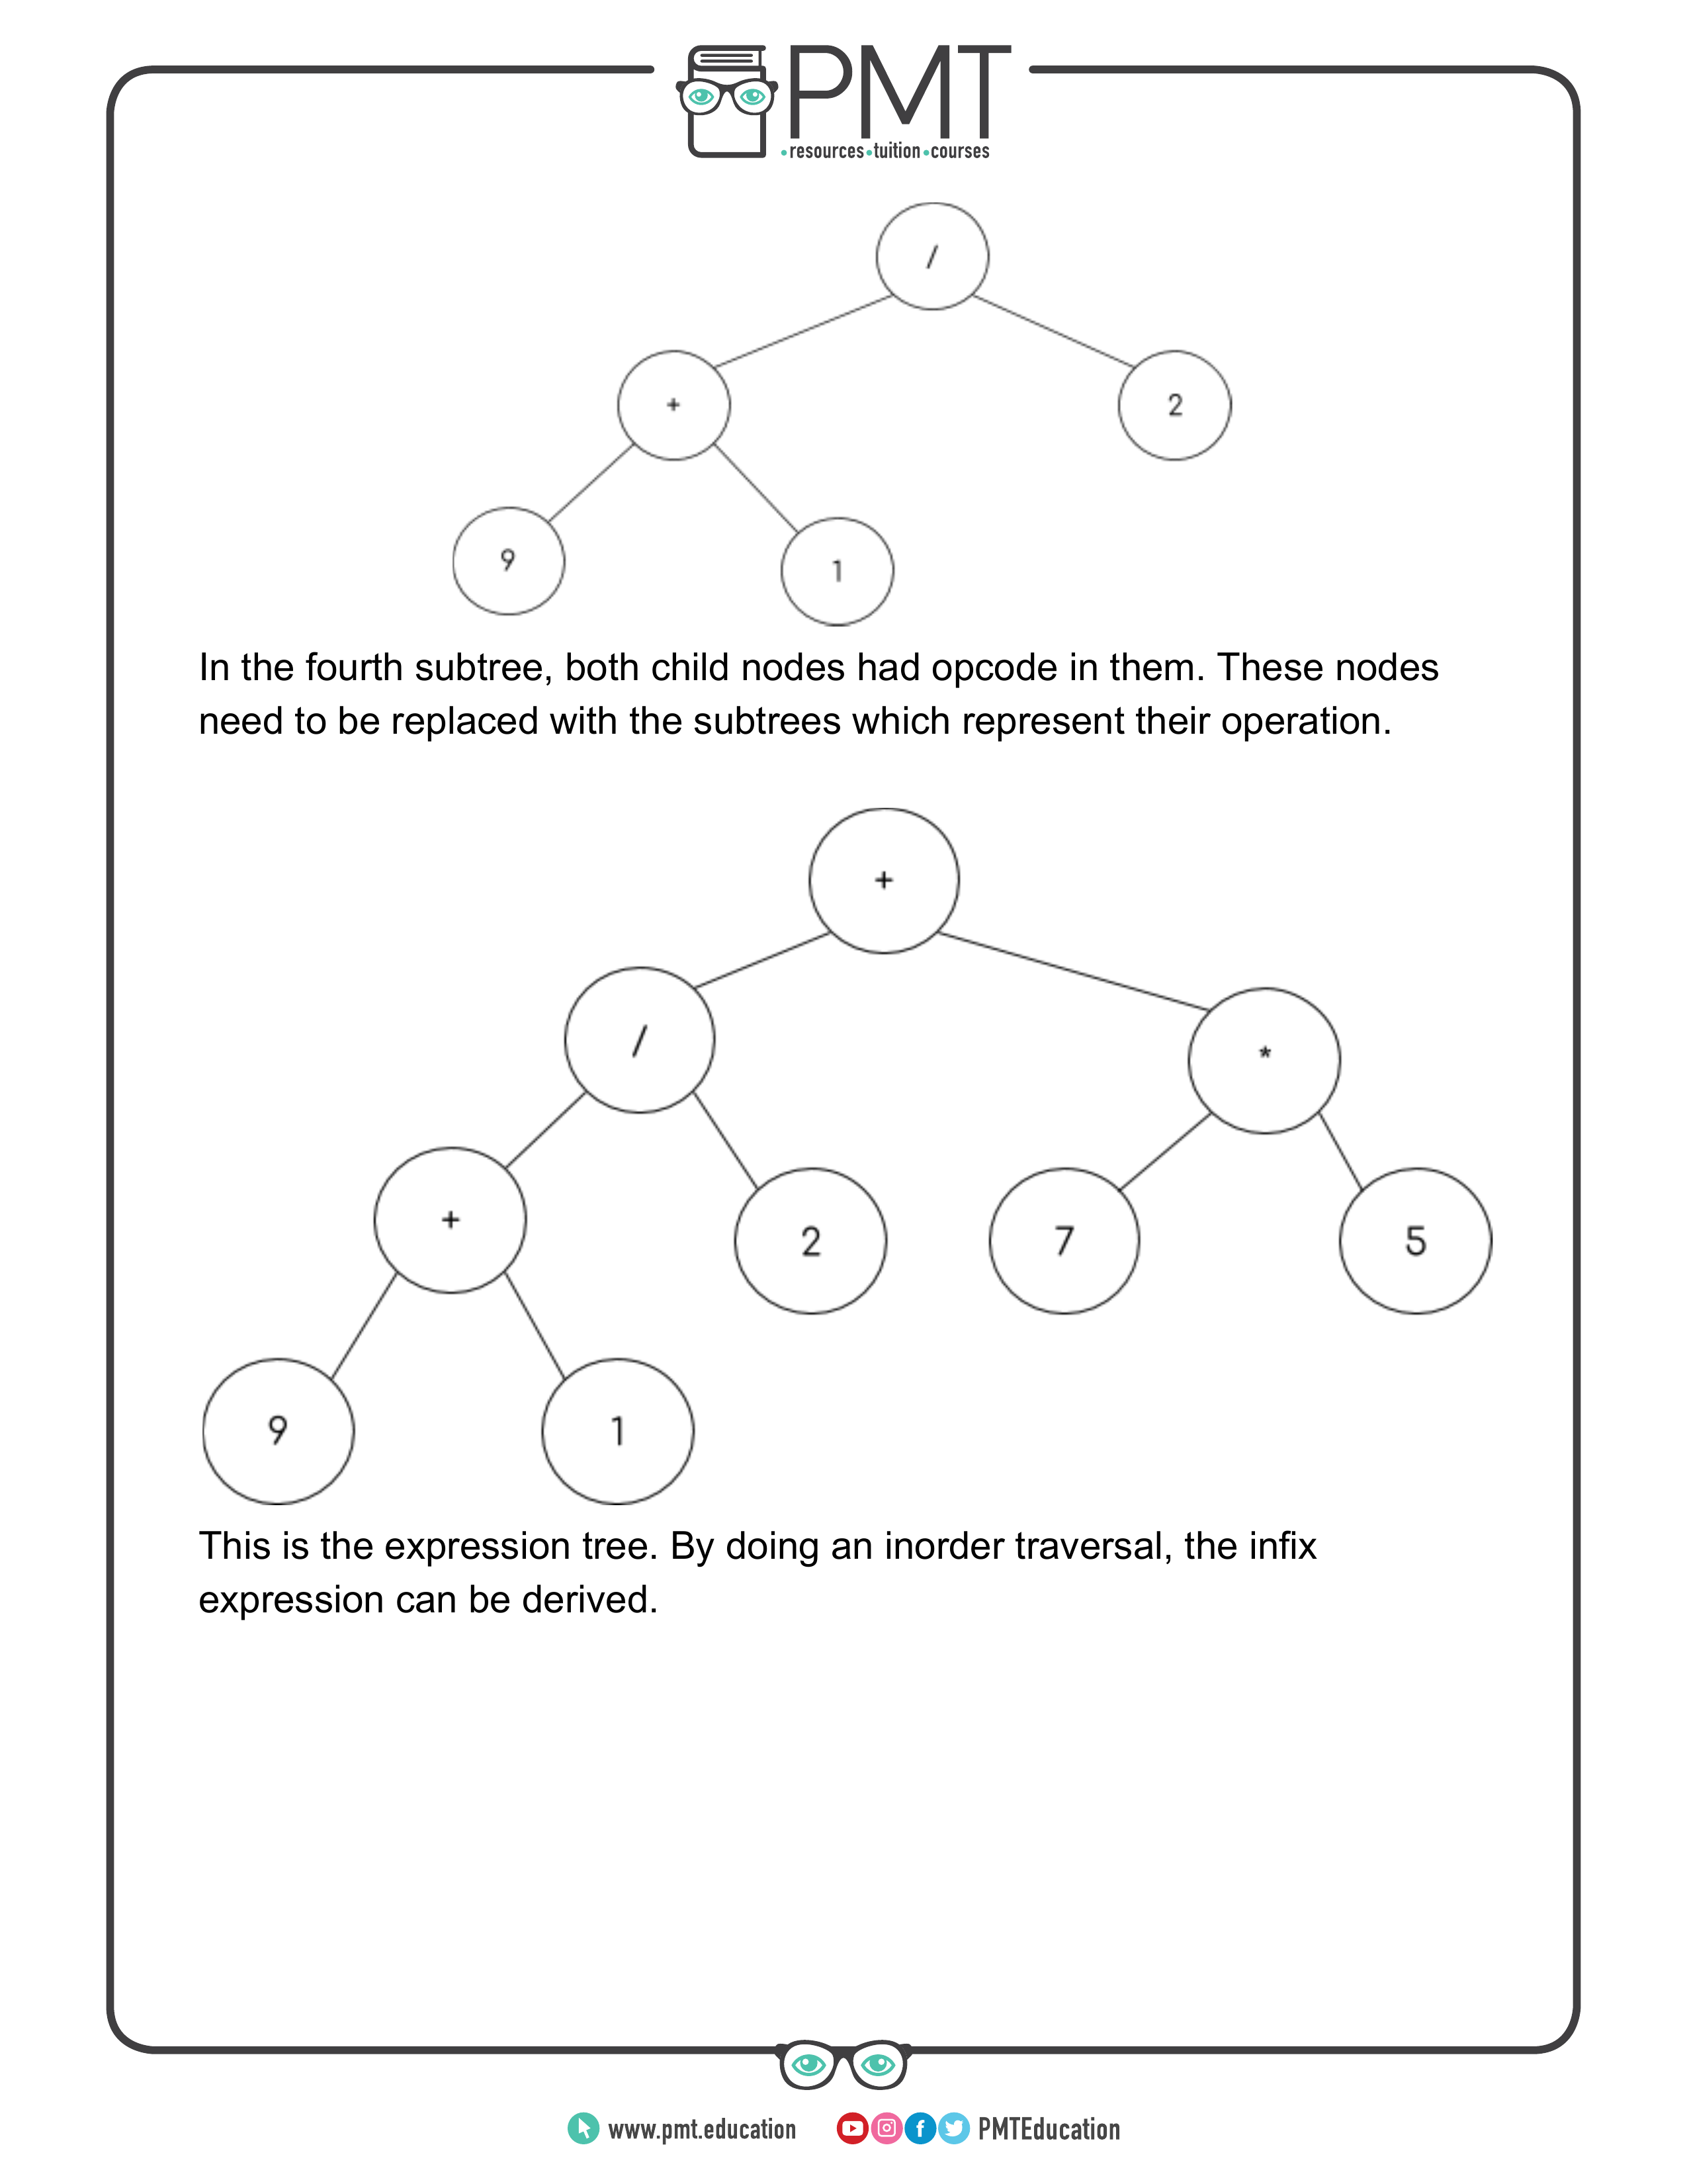 PMT
resources tuition courses
/
+
2
9
1
In the fourth subtree, both child nodes had opcode in them. These nodes
need to be replaced with the subtrees which represent their operation.
+
/
*
+
2
7
5
9
1
This is the expression tree. By doing an inorder traversal, the infix
expression can be derived.
www.pmt.education
PMTEducation